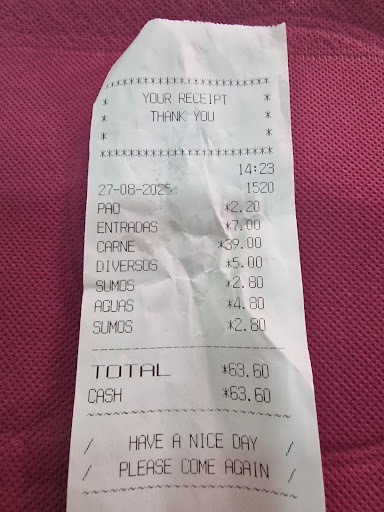 ************************
* YOUR RECEIPT *
* THANK YOU *
* *
************************
14:23
27-08-2025 1520
PAO *2.20
ENTRADAS *7.00
CARNE *39.00
DIVERSOS *5.00
SUMOS *2.80
AGUAS *4.80
SUMOS *2.80
TOTAL *63.60
CASH *63.60
/ HAVE A NICE DAY /
/ PLEASE COME AGAIN /